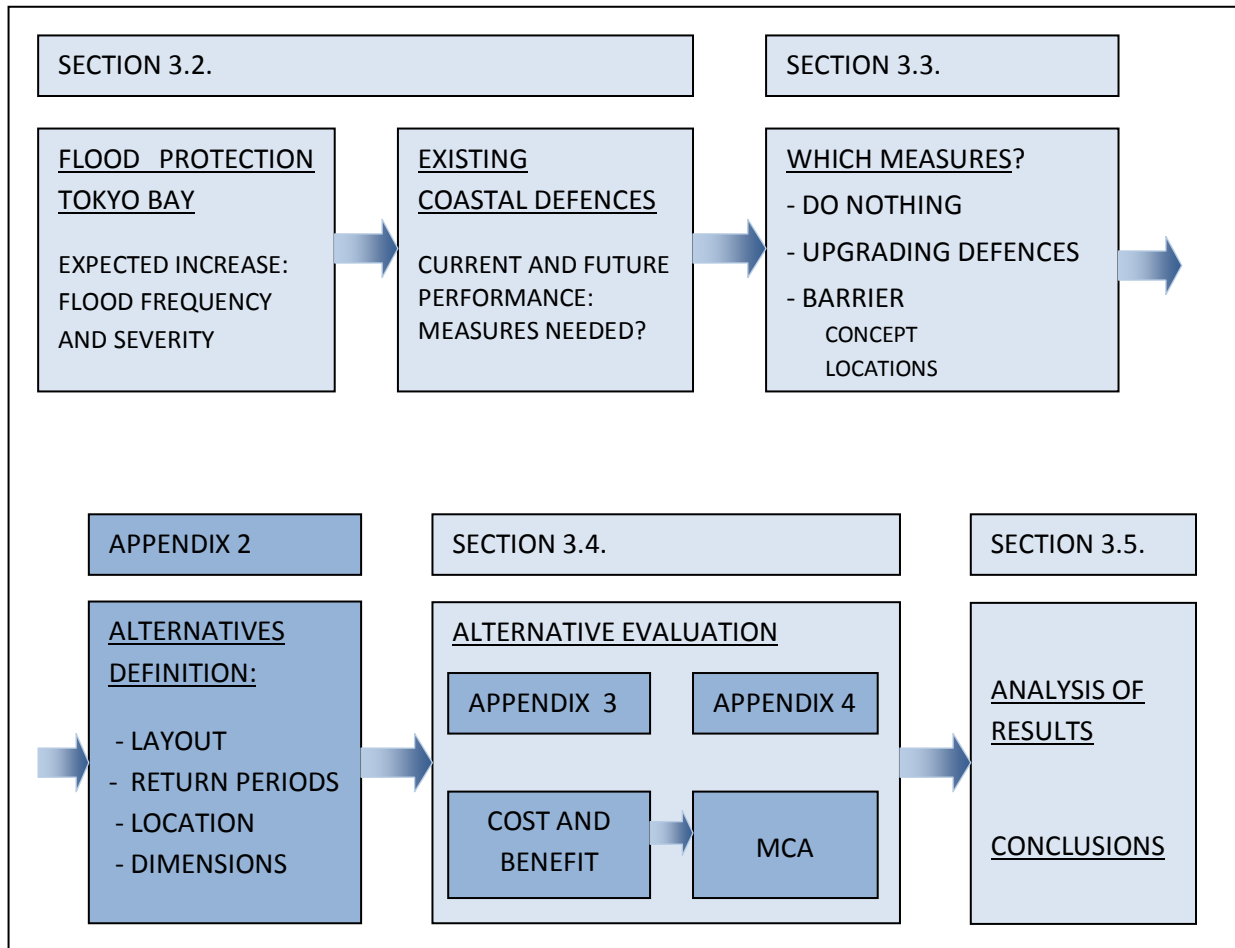 SECTION 3.2.
SECTION 3.3.
FLOOD PROTECTION
TOKYO BAY
EXPECTED INCREASE:
FLOOD FREQUENCY
AND SEVERITY
EXISTING
COASTAL DEFENCES
CURRENT AND FUTURE
PERFORMANCE:
MEASURES NEEDED?
WHICH MEASURES?
- DO NOTHING
- UPGRADING DEFENCES
- BARRIER
CONCEPT
LOCATIONS
APPENDIX 2
SECTION 3.4.
SECTION 3.5.
ALTERNATIVES
DEFINITION:
- LAYOUT
- RETURN PERIODS
- LOCATION
- DIMENSIONS
ALTERNATIVE EVALUATION
APPENDIX 3
APPENDIX 4
COST AND
BENEFIT
MCA
ANALYSIS OF
RESULTS
CONCLUSIONS